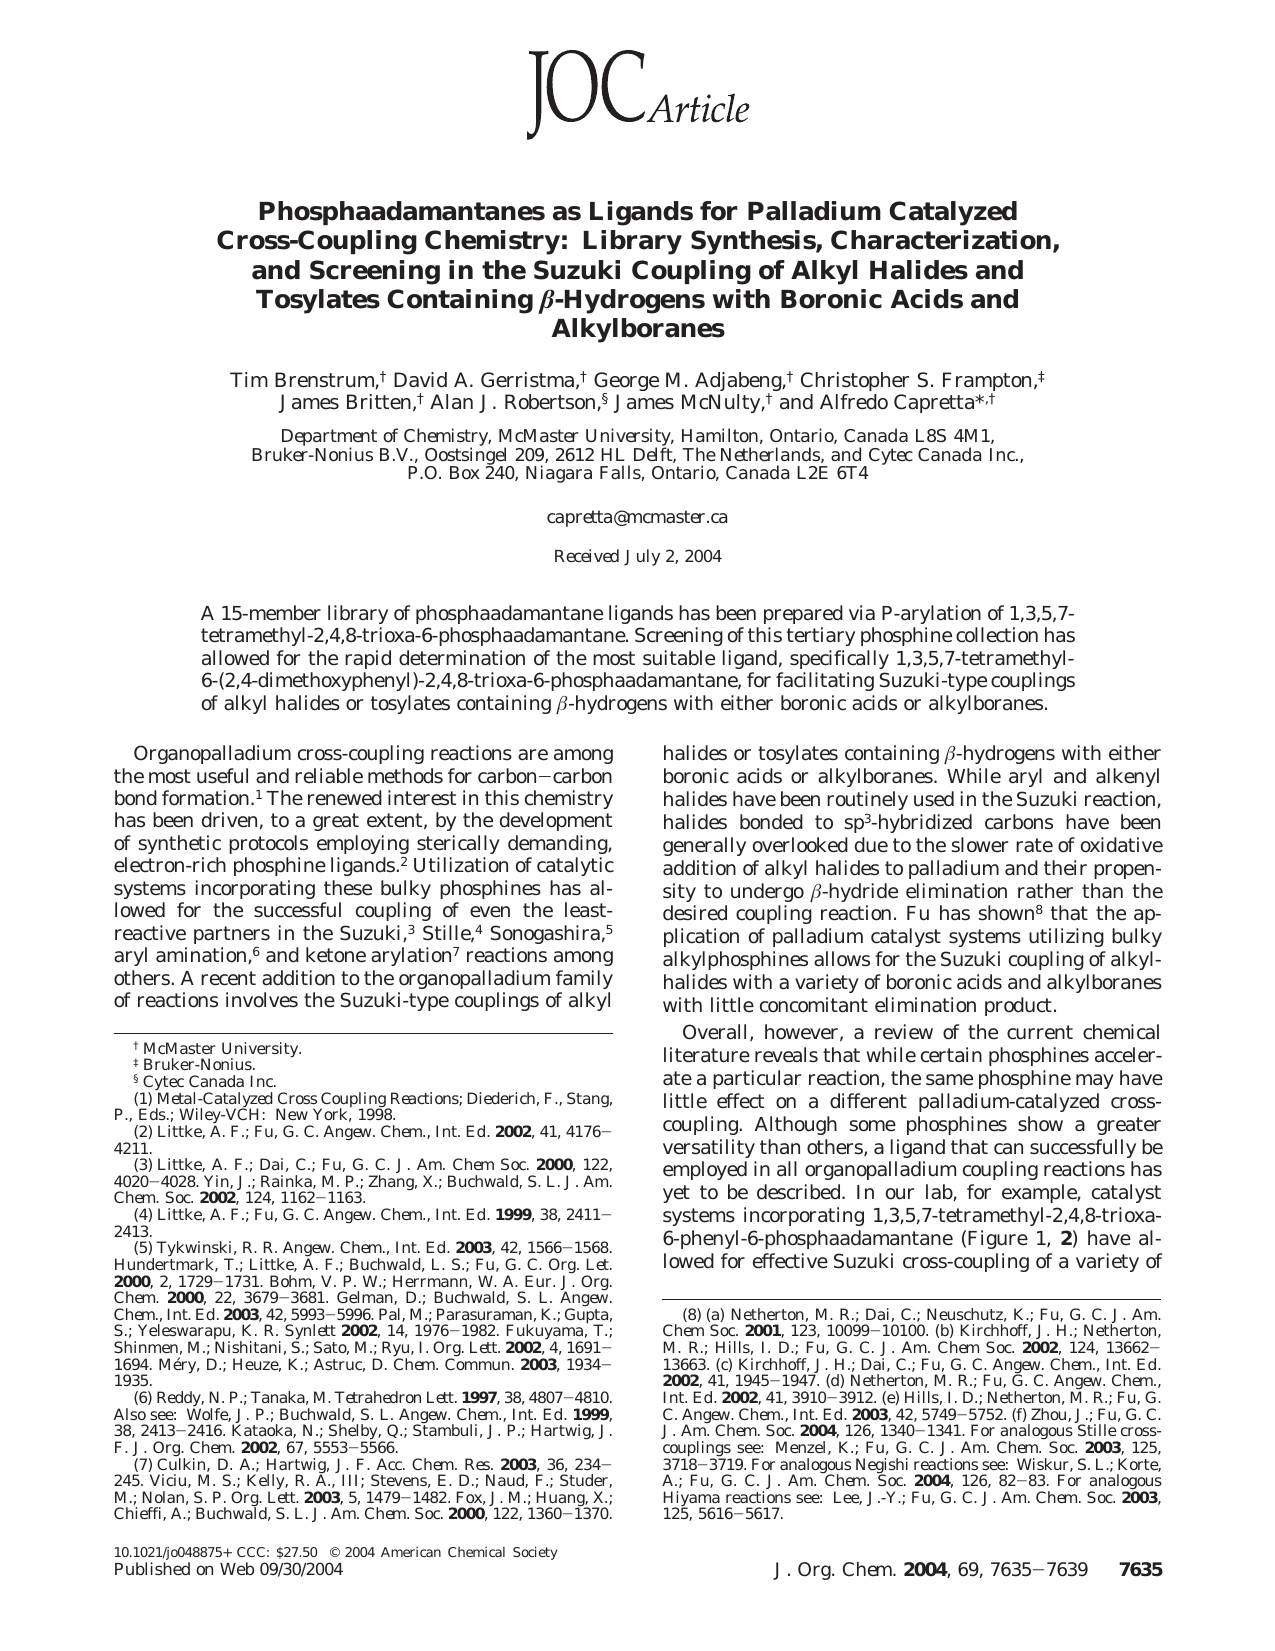 JOC Article
Phosphaadamantanes as Ligands for Palladium Catalyzed
Cross-Coupling Chemistry: Library Synthesis, Characterization,
and Screening in the Suzuki Coupling of Alkyl Halides and
Tosylates Containing β-Hydrogens with Boronic Acids and
Alkylboranes
Tim Brenstrum,† David A. Gerristma,† George M. Adjabeng,† Christopher S. Frampton,‡
James Britten,† Alan J. Robertson,§ James McNulty,† and Alfredo Capretta*,†
Department of Chemistry, McMaster University, Hamilton, Ontario, Canada L8S 4M1,
Bruker-Nonius B.V., Oostsingel 209, 2612 HL Delft, The Netherlands, and Cytec Canada Inc.,
P.O. Box 240, Niagara Falls, Ontario, Canada L2E 6T4
capretta@mcmaster.ca
Received July 2, 2004
A 15-member library of phosphaadamantane ligands has been prepared via P-arylation of 1,3,5,7-
tetramethyl-2,4,8-trioxa-6-phosphaadamantane. Screening of this tertiary phosphine collection has
allowed for the rapid determination of the most suitable ligand, specifically 1,3,5,7-tetramethyl-
6-(2,4-dimethoxyphenyl)-2,4,8-trioxa-6-phosphaadamantane, for facilitating Suzuki-type couplings
of alkyl halides or tosylates containing β-hydrogens with either boronic acids or alkylboranes.
Organopalladium cross-coupling reactions are among
the most useful and reliable methods for carbon−carbon
bond formation.1 The renewed interest in this chemistry
has been driven, to a great extent, by the development
of synthetic protocols employing sterically demanding,
electron-rich phosphine ligands.2 Utilization of catalytic
systems incorporating these bulky phosphines has al-
lowed for the successful coupling of even the least-
reactive partners in the Suzuki,3 Stille,4 Sonogashira,5
aryl amination,6 and ketone arylation7 reactions among
others. A recent addition to the organopalladium family
of reactions involves the Suzuki-type couplings of alkyl
† McMaster University.
‡ Bruker-Nonius.
§ Cytec Canada Inc.
(1) Metal-Catalyzed Cross Coupling Reactions; Diederich, F., Stang,
P., Eds.; Wiley-VCH: New York, 1998.
(2) Littke, A. F.; Fu, G. C. Angew. Chem., Int. Ed. 2002, 41, 4176−
4211.
(3) Littke, A. F.; Dai, C.; Fu, G. C. J. Am. Chem Soc. 2000, 122,
4020−4028. Yin, J.; Rainka, M. P.; Zhang, X.; Buchwald, S. L. J. Am.
Chem. Soc. 2002, 124, 1162−1163.
(4) Littke, A. F.; Fu, G. C. Angew. Chem., Int. Ed. 1999, 38, 2411−
2413.
(5) Tykwinski, R. R. Angew. Chem., Int. Ed. 2003, 42, 1566−1568.
Hundertmark, T.; Littke, A. F.; Buchwald, L. S.; Fu, G. C. Org. Let.
2000, 2, 1729−1731. Bohm, V. P. W.; Herrmann, W. A. Eur. J. Org.
Chem. 2000, 22, 3679−3681. Gelman, D.; Buchwald, S. L. Angew.
Chem., Int. Ed. 2003, 42, 5993−5996. Pal, M.; Parasuraman, K.; Gupta,
S.; Yeleswarapu, K. R. Synlett 2002, 14, 1976−1982. Fukuyama, T.;
Shinmen, M.; Nishitani, S.; Sato, M.; Ryu, I. Org. Lett. 2002, 4, 1691−
1694. Méry, D.; Heuze, K.; Astruc, D. Chem. Commun. 2003, 1934−
1935.
(6) Reddy, N. P.; Tanaka, M. Tetrahedron Lett. 1997, 38, 4807−4810.
Also see: Wolfe, J. P.; Buchwald, S. L. Angew. Chem., Int. Ed. 1999,
38, 2413−2416. Kataoka, N.; Shelby, Q.; Stambuli, J. P.; Hartwig, J.
F. J. Org. Chem. 2002, 67, 5553−5566.
(7) Culkin, D. A.; Hartwig, J. F. Acc. Chem. Res. 2003, 36, 234−
245. Viciu, M. S.; Kelly, R. A., III; Stevens, E. D.; Naud, F.; Studer,
M.; Nolan, S. P. Org. Lett. 2003, 5, 1479−1482. Fox, J. M.; Huang, X.;
Chieffi, A.; Buchwald, S. L. J. Am. Chem. Soc. 2000, 122, 1360−1370.
halides or tosylates containing β-hydrogens with either
boronic acids or alkylboranes. While aryl and alkenyl
halides have been routinely used in the Suzuki reaction,
halides bonded to sp3-hybridized carbons have been
generally overlooked due to the slower rate of oxidative
addition of alkyl halides to palladium and their propen-
sity to undergo β-hydride elimination rather than the
desired coupling reaction. Fu has shown8 that the ap-
plication of palladium catalyst systems utilizing bulky
alkylphosphines allows for the Suzuki coupling of alkyl-
halides with a variety of boronic acids and alkylboranes
with little concomitant elimination product.
Overall, however, a review of the current chemical
literature reveals that while certain phosphines acceler-
ate a particular reaction, the same phosphine may have
little effect on a different palladium-catalyzed cross-
coupling. Although some phosphines show a greater
versatility than others, a ligand that can successfully be
employed in all organopalladium coupling reactions has
yet to be described. In our lab, for example, catalyst
systems incorporating 1,3,5,7-tetramethyl-2,4,8-trioxa-
6-phenyl-6-phosphaadamantane (Figure 1, 2) have al-
lowed for effective Suzuki cross-coupling of a variety of
(8) (a) Netherton, M. R.; Dai, C.; Neuschutz, K.; Fu, G. C. J. Am.
Chem Soc. 2001, 123, 10099−10100. (b) Kirchhoff, J. H.; Netherton,
M. R.; Hills, I. D.; Fu, G. C. J. Am. Chem Soc. 2002, 124, 13662−
13663. (c) Kirchhoff, J. H.; Dai, C.; Fu, G. C. Angew. Chem., Int. Ed.
2002, 41, 1945−1947. (d) Netherton, M. R.; Fu, G. C. Angew. Chem.,
Int. Ed. 2002, 41, 3910−3912. (e) Hills, I. D.; Netherton, M. R.; Fu, G.
C. Angew. Chem., Int. Ed. 2003, 42, 5749−5752. (f) Zhou, J.; Fu, G. C.
J. Am. Chem. Soc. 2004, 126, 1340−1341. For analogous Stille cross-
couplings see: Menzel, K.; Fu, G. C. J. Am. Chem. Soc. 2003, 125,
3718−3719. For analogous Negishi reactions see: Wiskur, S. L.; Korte,
A.; Fu, G. C. J. Am. Chem. Soc. 2004, 126, 82−83. For analogous
Hiyama reactions see: Lee, J.-Y.; Fu, G. C. J. Am. Chem. Soc. 2003,
125, 5616−5617.
10.1021/jo048875+ CCC: $27.50 © 2004 American Chemical Society
Published on Web 09/30/2004
J. Org. Chem. 2004, 69, 7635−7639 7635